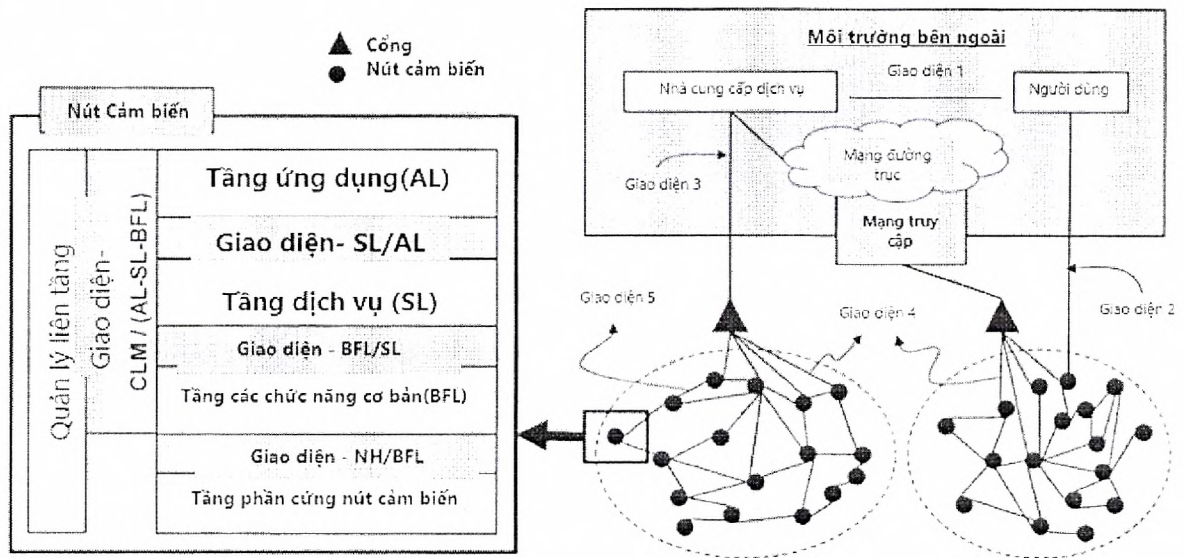 Cổng
Nút cảm biến
Nút Cảm biến
Quản lý liên tầng
Giao diện-
CLM / (AL-SL-BFL)
Tầng ứng dụng(AL)
Giao diện- SL/AL
Tầng dịch vụ (SL)
Giao diện - BFL/SL
Tầng các chức năng cơ bản(BFL)
Giao diện - NH/BFL
Tầng phần cứng nút cảm biến
Môi trường bên ngoài
Giao diện 1
Nhà cung cấp dịch vụ
Người dùng
Mạng đường
trục
Giao diện 3
Mạng truy
cập
Giao diện 5
Giao diện 4
Giao diện 2